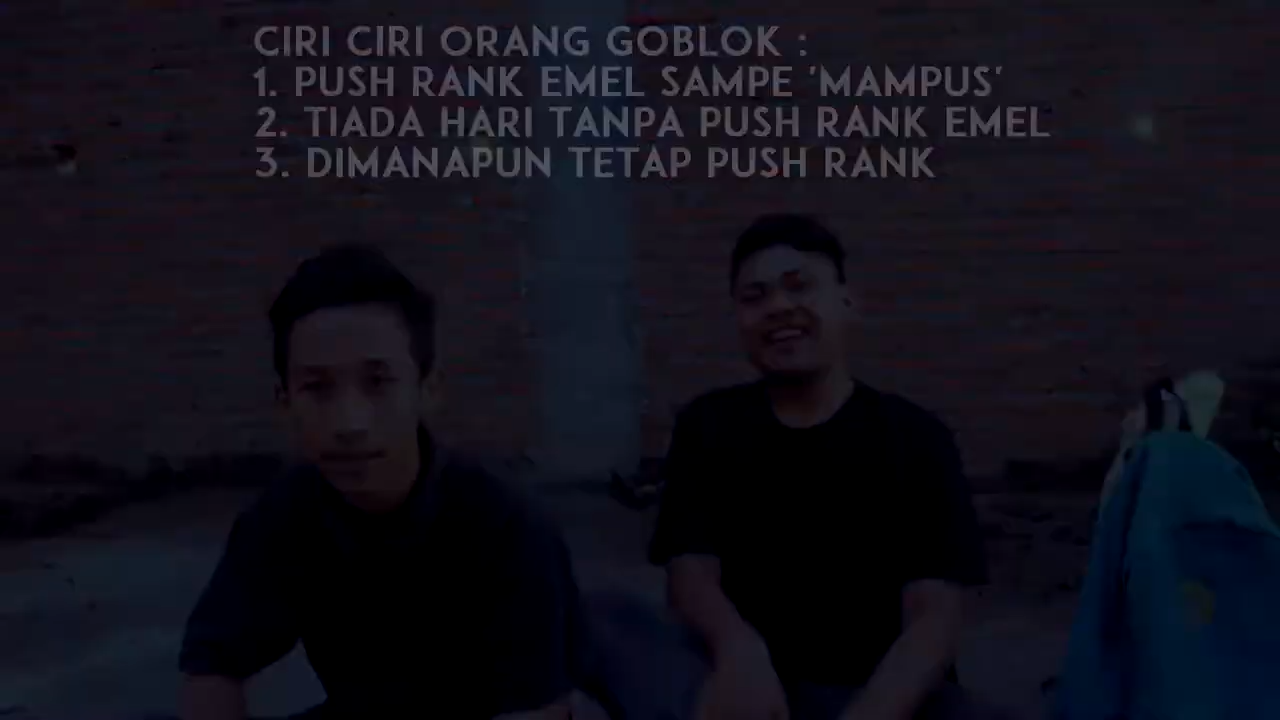 CIRI CIRI ORANG GOBLOK :
1. PUSH RANK EMEL SAMPE 'MAMPUS'
2. TIADA HARI TANPA PUSH RANK EMEL
3. DIMANAPUN TETAP PUSH RANK